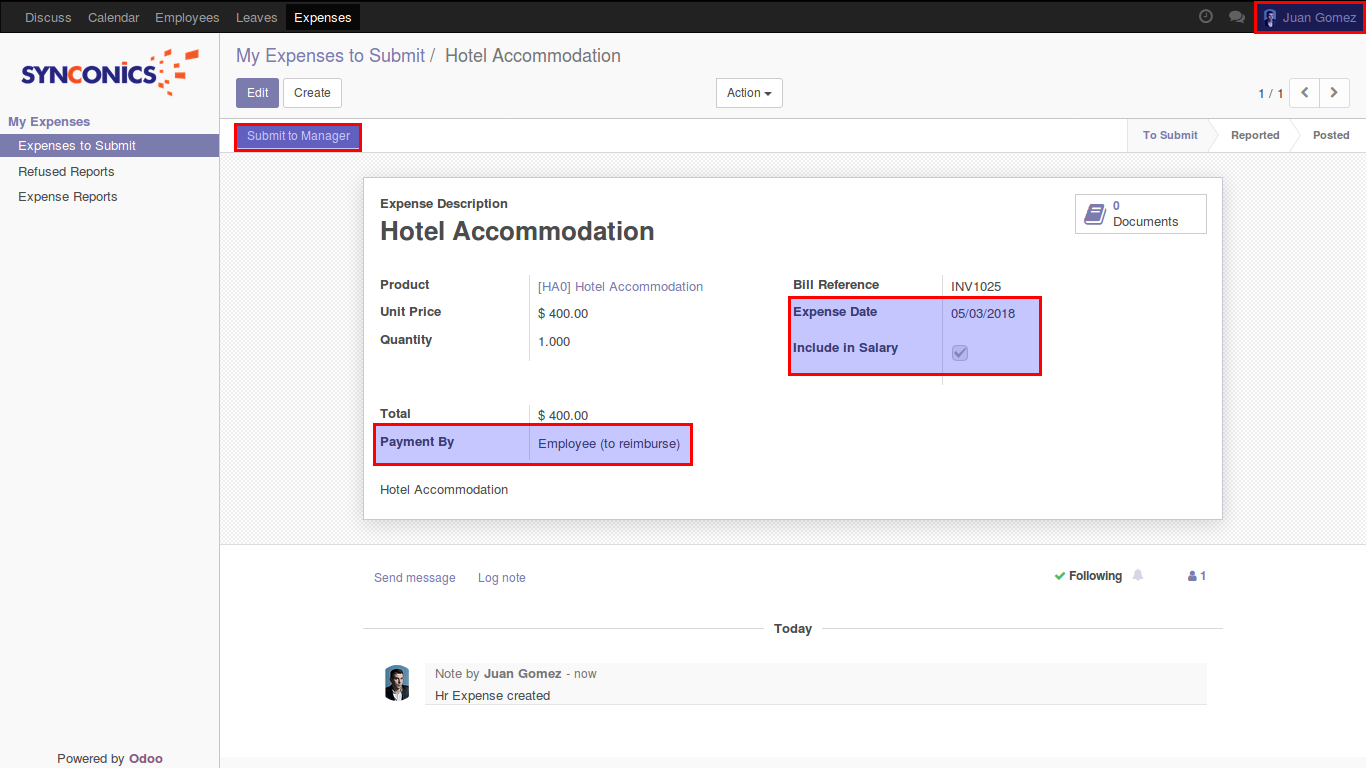 Discuss Calendar Employees Leaves Expenses Juan Gomez
SYNCONICS
My Expenses to Submit / Hotel Accommodation
Edit Create Action 1 / 1
My Expenses
Expenses to Submit
Refused Reports
Expense Reports
Submit to Manager To Submit Reported Posted
Expense Description
Hotel Accommodation
0
Documents
Product [HA0] Hotel Accommodation
Unit Price $ 400.00
Quantity 1.000
Bill Reference INV1025
Expense Date 05/03/2018
Include in Salary
Total $ 400.00
Payment By Employee (to reimburse)
Hotel Accommodation
Send message Log note Following 1
Today
Note by Juan Gomez - now
Hr Expense created
Powered by Odoo